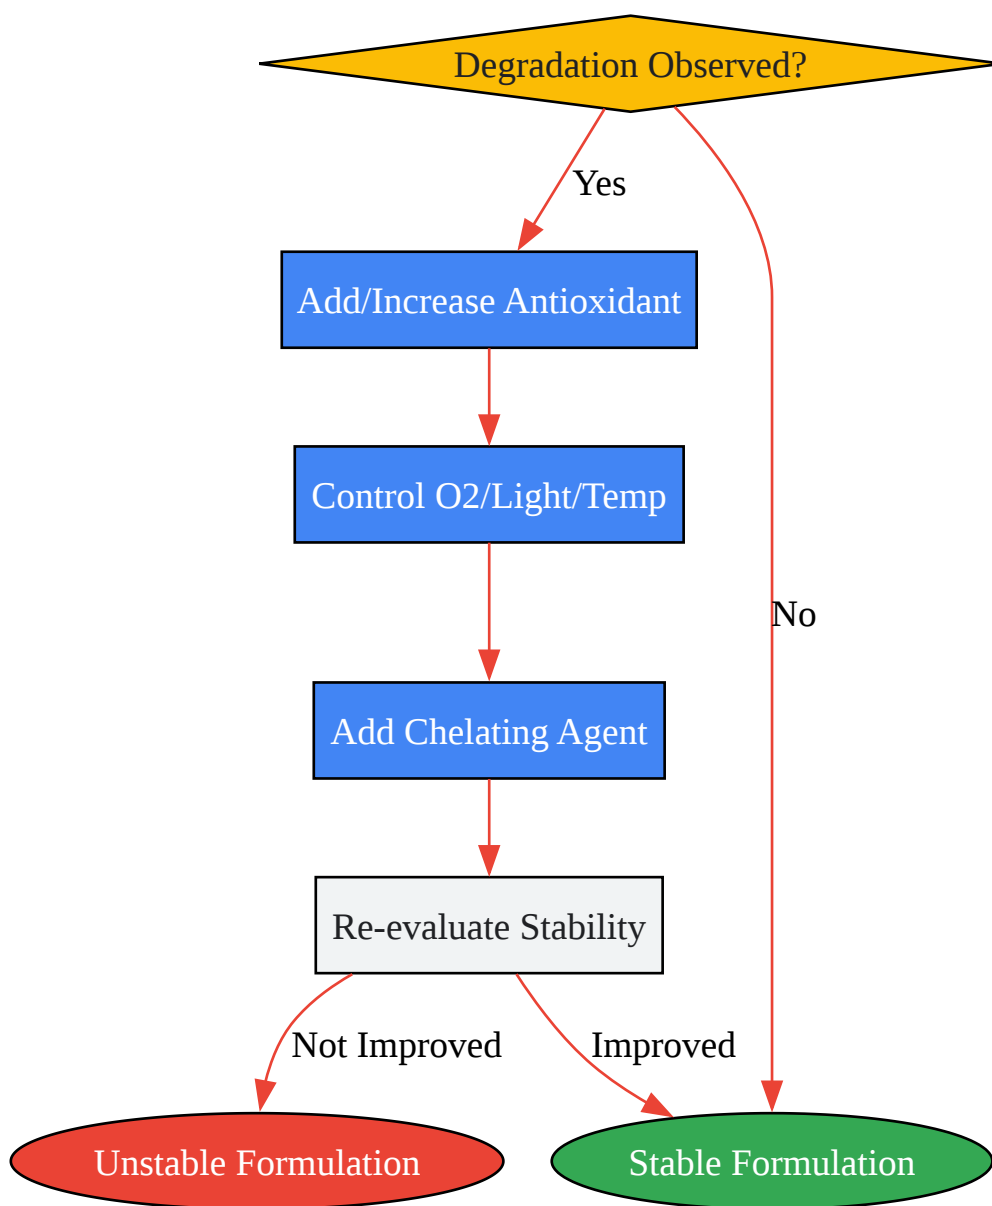 Degradation Observed?
Yes
Add/Increase Antioxidant
Control O2/Light/Temp
No
Add Chelating Agent
Re-evaluate Stability
Not Improved
Improved
Unstable Formulation
Stable Formulation